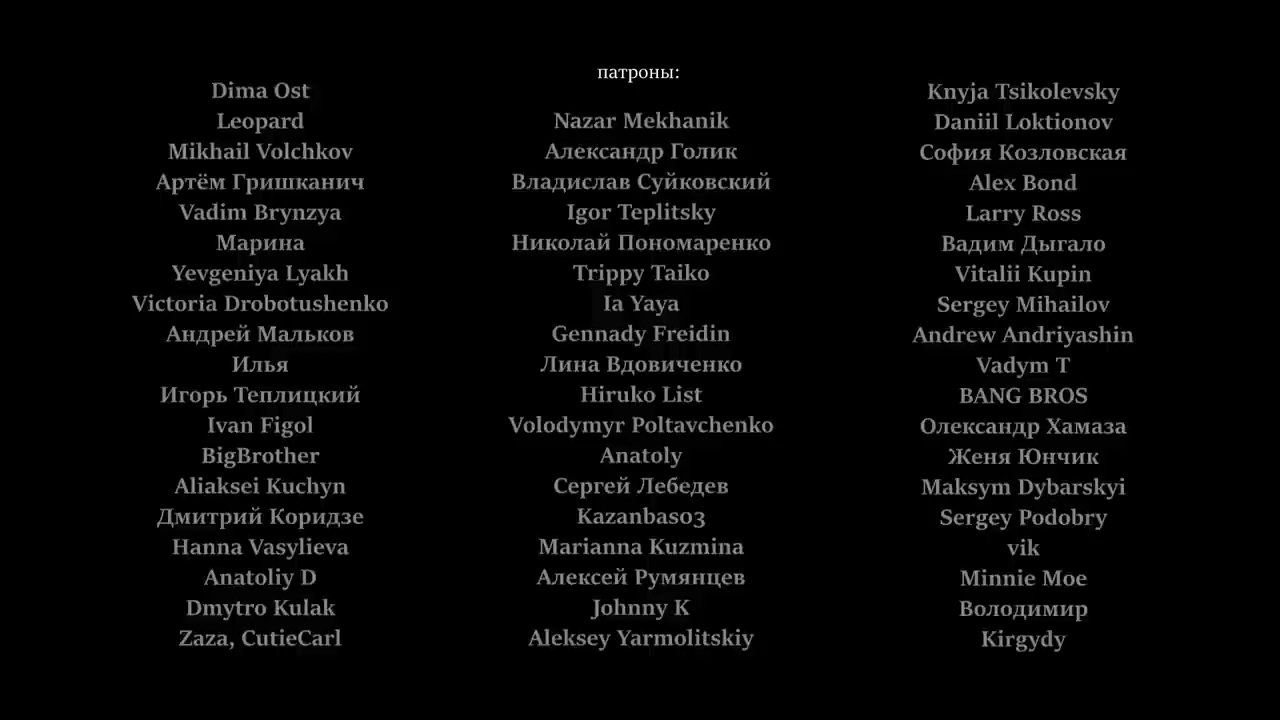 патроны:
Dima Ost
Leopard
Mikhail Volchkov
Артём Гришканич
Vadim Brynzya
Марина
Yevgeniya Lyakh
Victoria Drobotushenko
Андрей Мальков
Илья
Игорь Теплицкий
Ivan Figol
BigBrother
Aliaksei Kuchyn
Дмитрий Коридзе
Hanna Vasylieva
Anatoliy D
Dmytro Kulak
Zaza, CutieCarl
Nazar Mekhanik
Александр Голик
Владислав Суйковский
Igor Teplitsky
Николай Пономаренко
Trippy Taiko
Ia Yaya
Gennady Freidin
Лина Вдовиченко
Hiruko List
Volodymyr Poltavchenko
Anatoly
Сергей Лебедев
Kazanbas03
Marianna Kuzmina
Алексей Румянцев
Johnny K
Aleksey Yarmolitskiy
Knyja Tsikolevsky
Daniil Loktionov
София Козловская
Alex Bond
Larry Ross
Вадим Дыгало
Vitalii Kupin
Sergey Mihailov
Andrew Andriyashin
Vadym T
BANG BROS
Олександр Хамаза
Женя Юнчик
Maksym Dybarskyi
Sergey Podobry
vik
Minnie Moe
Володимир
Kirgydy